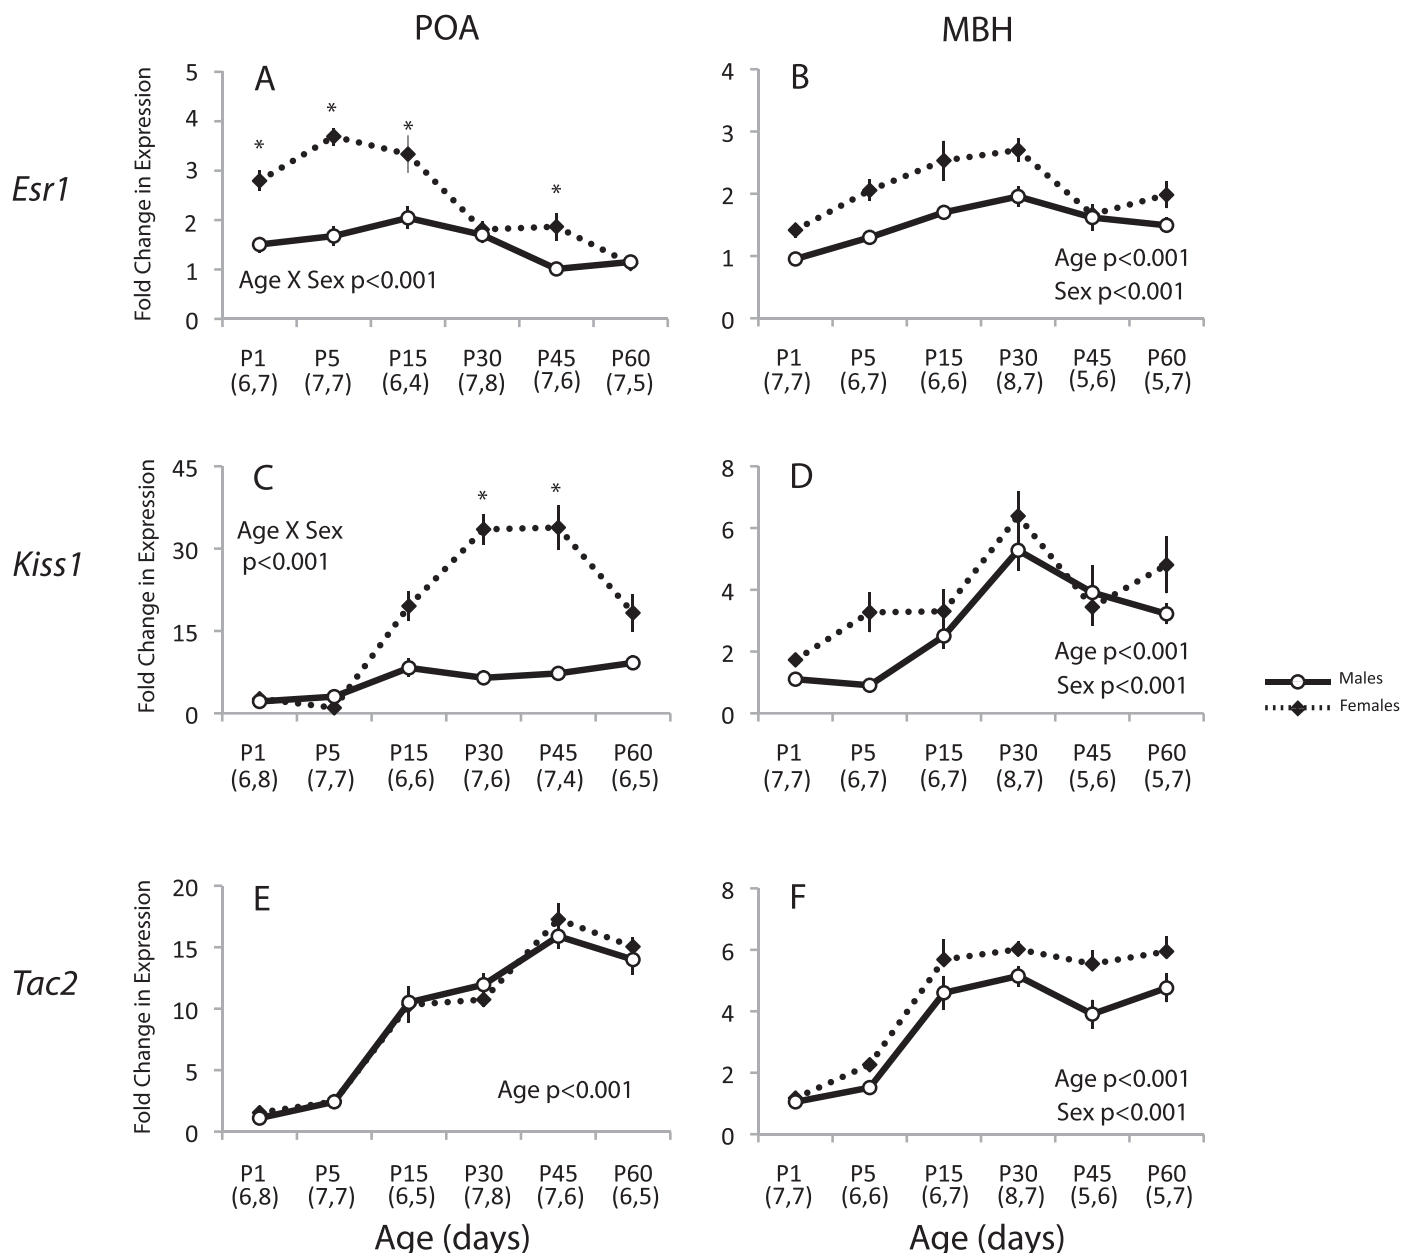 POA
MBH
Esr1
Fold Change in Expression
A
5
4
3
2
1
0
*
*
*
*
Age X Sex p<0.001
P1 P5 P15 P30 P45 P60
(6,7) (7,7) (6,4) (7,8) (7,6) (7,5)
B
4
3
2
1
0
Age p<0.001
Sex p<0.001
P1 P5 P15 P30 P45 P60
(7,7) (6,7) (6,6) (8,7) (5,6) (5,7)
Kiss1
Fold Change in Expression
C
45
30
15
0
Age X Sex
p<0.001
*
*
P1 P5 P15 P30 P45 P60
(6,8) (7,7) (6,6) (7,6) (7,4) (6,5)
D
8
6
4
2
0
Age p<0.001
Sex p<0.001
P1 P5 P15 P30 P45 P60
(7,7) (6,7) (6,7) (8,7) (5,6) (5,7)
Males
Females
Tac2
Fold Change in Expression
E
20
15
10
5
0
Age p<0.001
P1 P5 P15 P30 P45 P60
(6,8) (7,7) (6,5) (7,8) (7,6) (6,5)
Age (days)
F
8
6
4
2
0
Age p<0.001
Sex p<0.001
P1 P5 P15 P30 P45 P60
(7,7) (6,6) (6,7) (8,7) (5,6) (5,7)
Age (days)